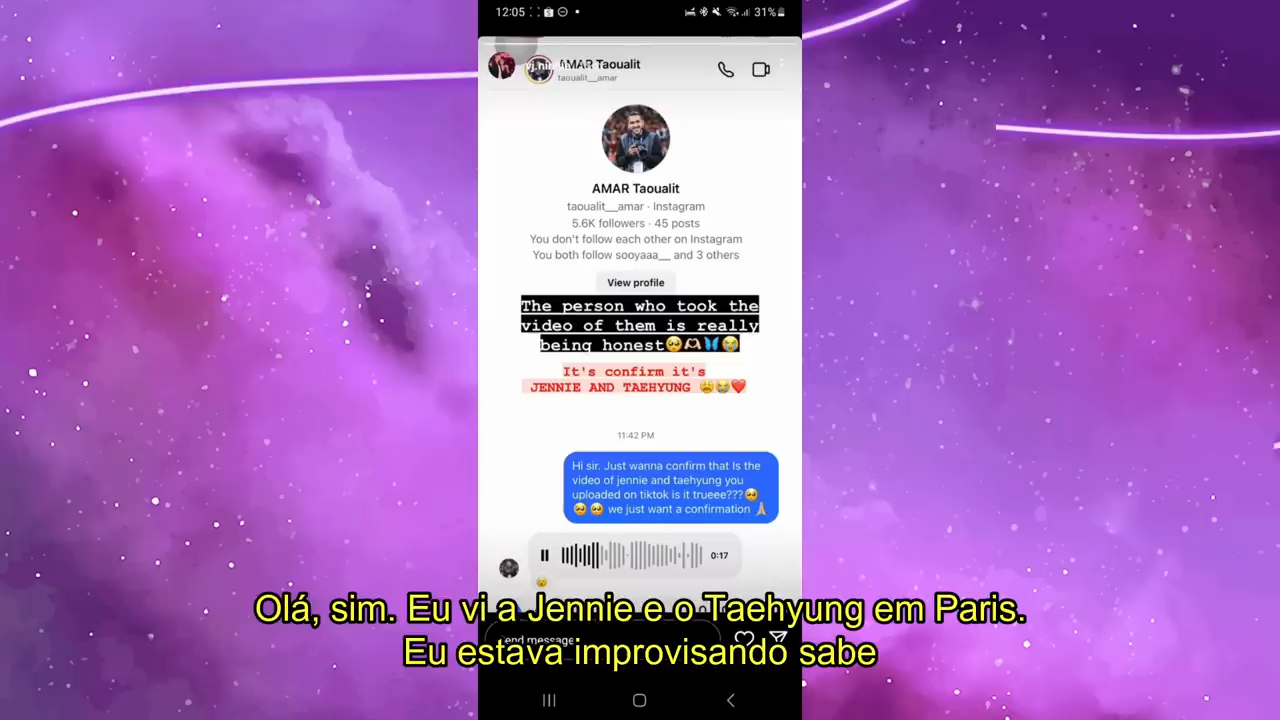 12:05
31%
AMAR Taoualit
taoualit__amar
AMAR Taoualit
taoualit__amar · Instagram
5.6K followers · 45 posts
You don't follow each other on Instagram
You both follow sooyaaa__ and 3 others
View profile
The person who took the
video of them is really
being honest🥺🫶🏻🦋😭
It's confirm it's
JENNIE AND TAEHYUNG 😩😭❤️
11:42 PM
Hi sir. Just wanna confirm that Is the
video of jennie and taehyung you
uploaded on tiktok is it trueee???🥺
🥺 🥺 we just want a confirmation 🙏🏼
0:17
Olá, sim. Eu vi a Jennie e o Taehyung em Paris.
Send message
Eu estava improvisando sabe